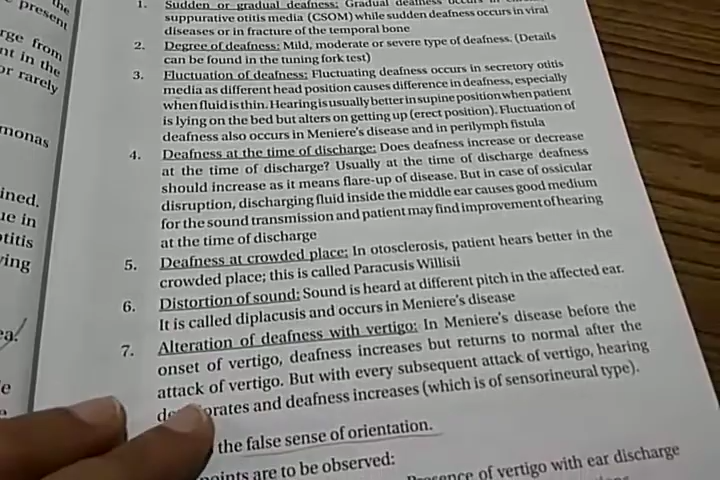 the
present
rge from
nt in the
or rarely
monas
ined.
ue in
otitis
ving
ea.
e
1. Sudden or gradual deafness: Gradual deafness occurs in
suppurative otitis media (CSOM) while sudden deafness occurs in viral
diseases or in fracture of the temporal bone
2. Degree of deafness: Mild, moderate or severe type of deafness. (Details
can be found in the tuning fork test)
3. Fluctuation of deafness: Fluctuating deafness occurs in secretory otitis
media as different head position causes difference in deafness, especially
when fluid is thin. Hearing is usually better in supine position when patient
is lying on the bed but alters on getting up (erect position). Fluctuation of
deafness also occurs in Meniere's disease and in perilymph fistula
4. Deafness at the time of discharge: Does deafness increase or decrease
at the time of discharge? Usually at the time of discharge deafness
should increase as it means flare-up of disease. But in case of ossicular
disruption, discharging fluid inside the middle ear causes good medium
for the sound transmission and patient may find improvement of hearing
at the time of discharge
5. Deafness at crowded place: In otosclerosis, patient hears better in the
crowded place; this is called Paracusis Willisii
6. Distortion of sound: Sound is heard at different pitch in the affected ear.
It is called diplacusis and occurs in Meniere's disease
7. Alteration of deafness with vertigo: In Meniere's disease before the
onset of vertigo, deafness increases but returns to normal after the
attack of vertigo. But with every subsequent attack of vertigo, hearing
orates and deafness increases (which is of sensorineural type).
the false sense of orientation.
points are to be observed:
Presence of vertigo with ear discharge